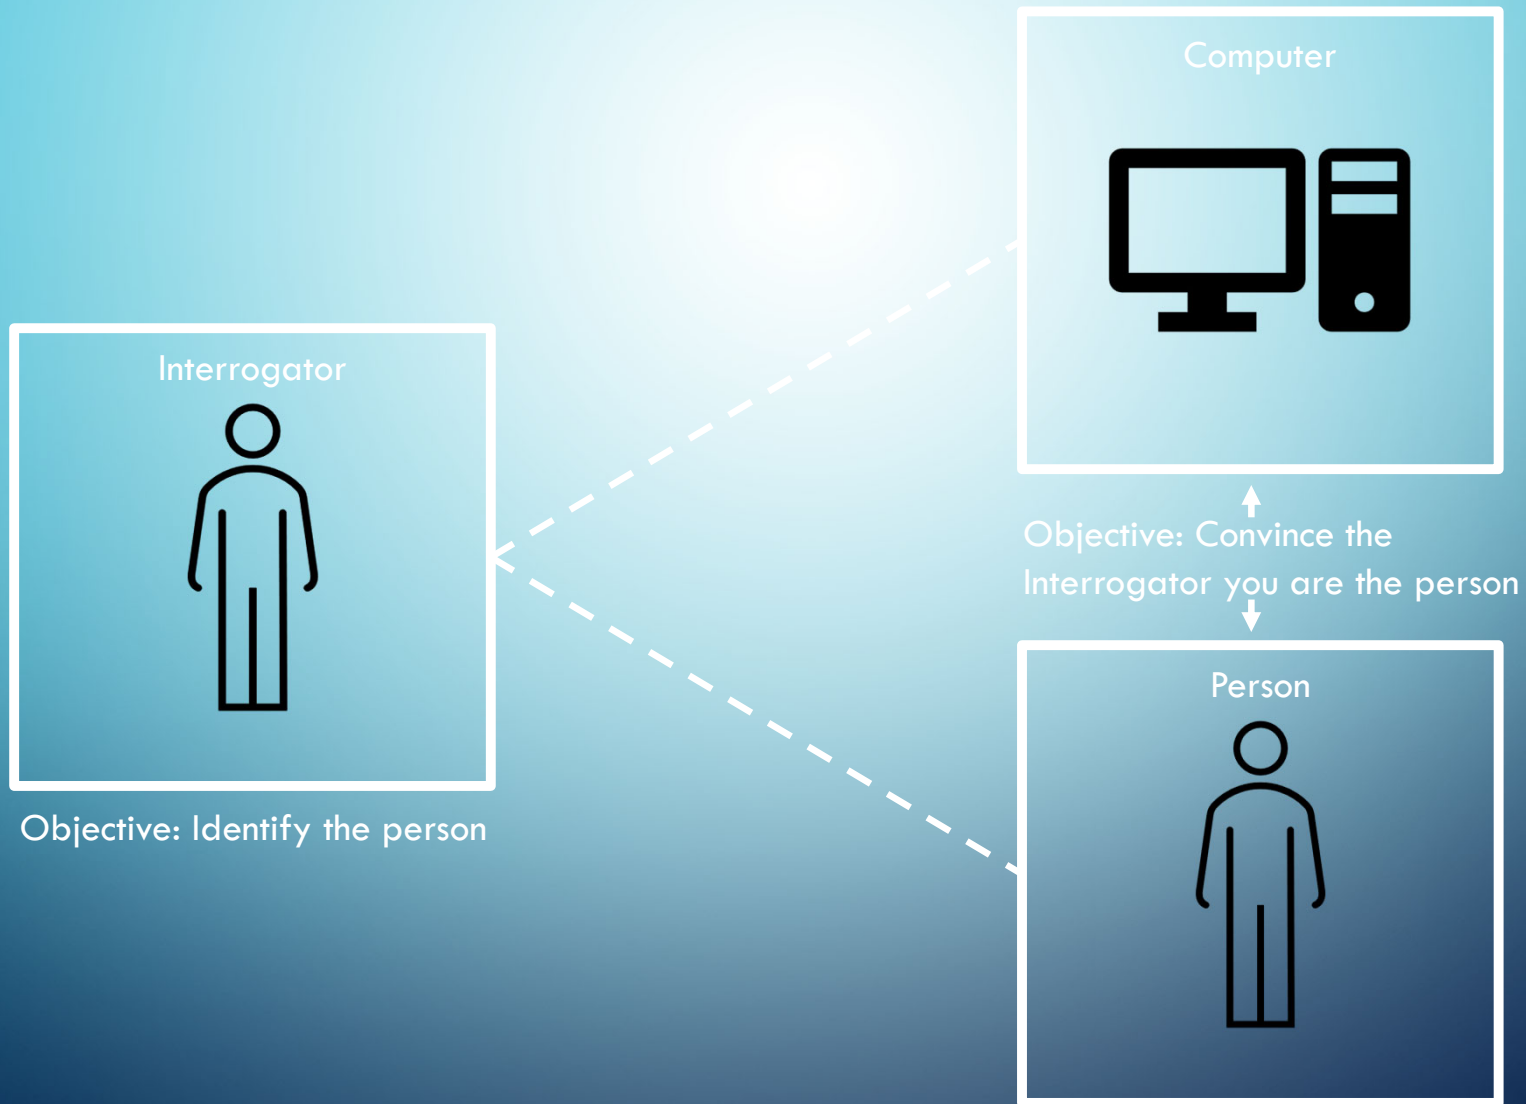 Computer
Interrogator
Objective: Convince the
Interrogator you are the person
Person
Objective: Identify the person